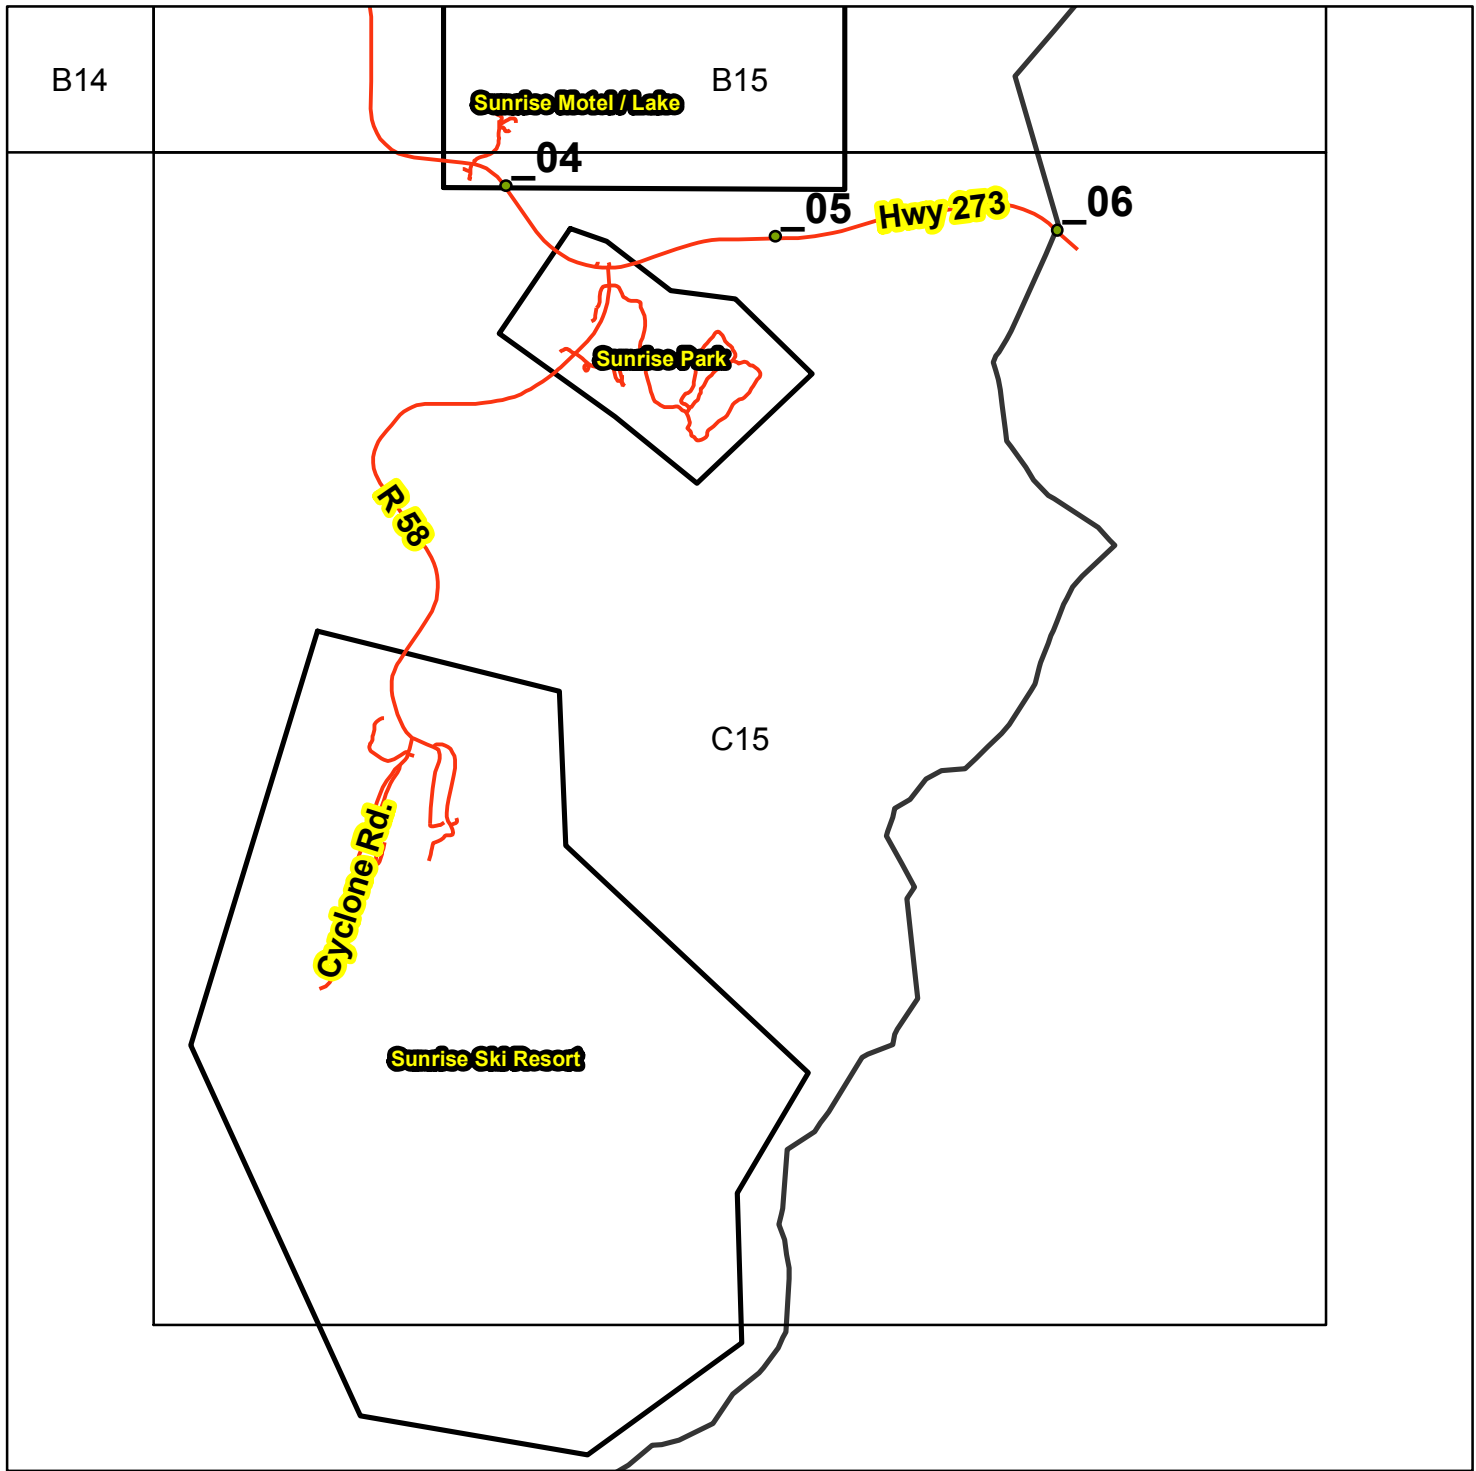 B14
B15
Sunrise Motel / Lake
_04
_05
Hwy 273
_06
Sunrise Park
R 58
C15
Cyclone Rd.
Sunrise Ski Resort